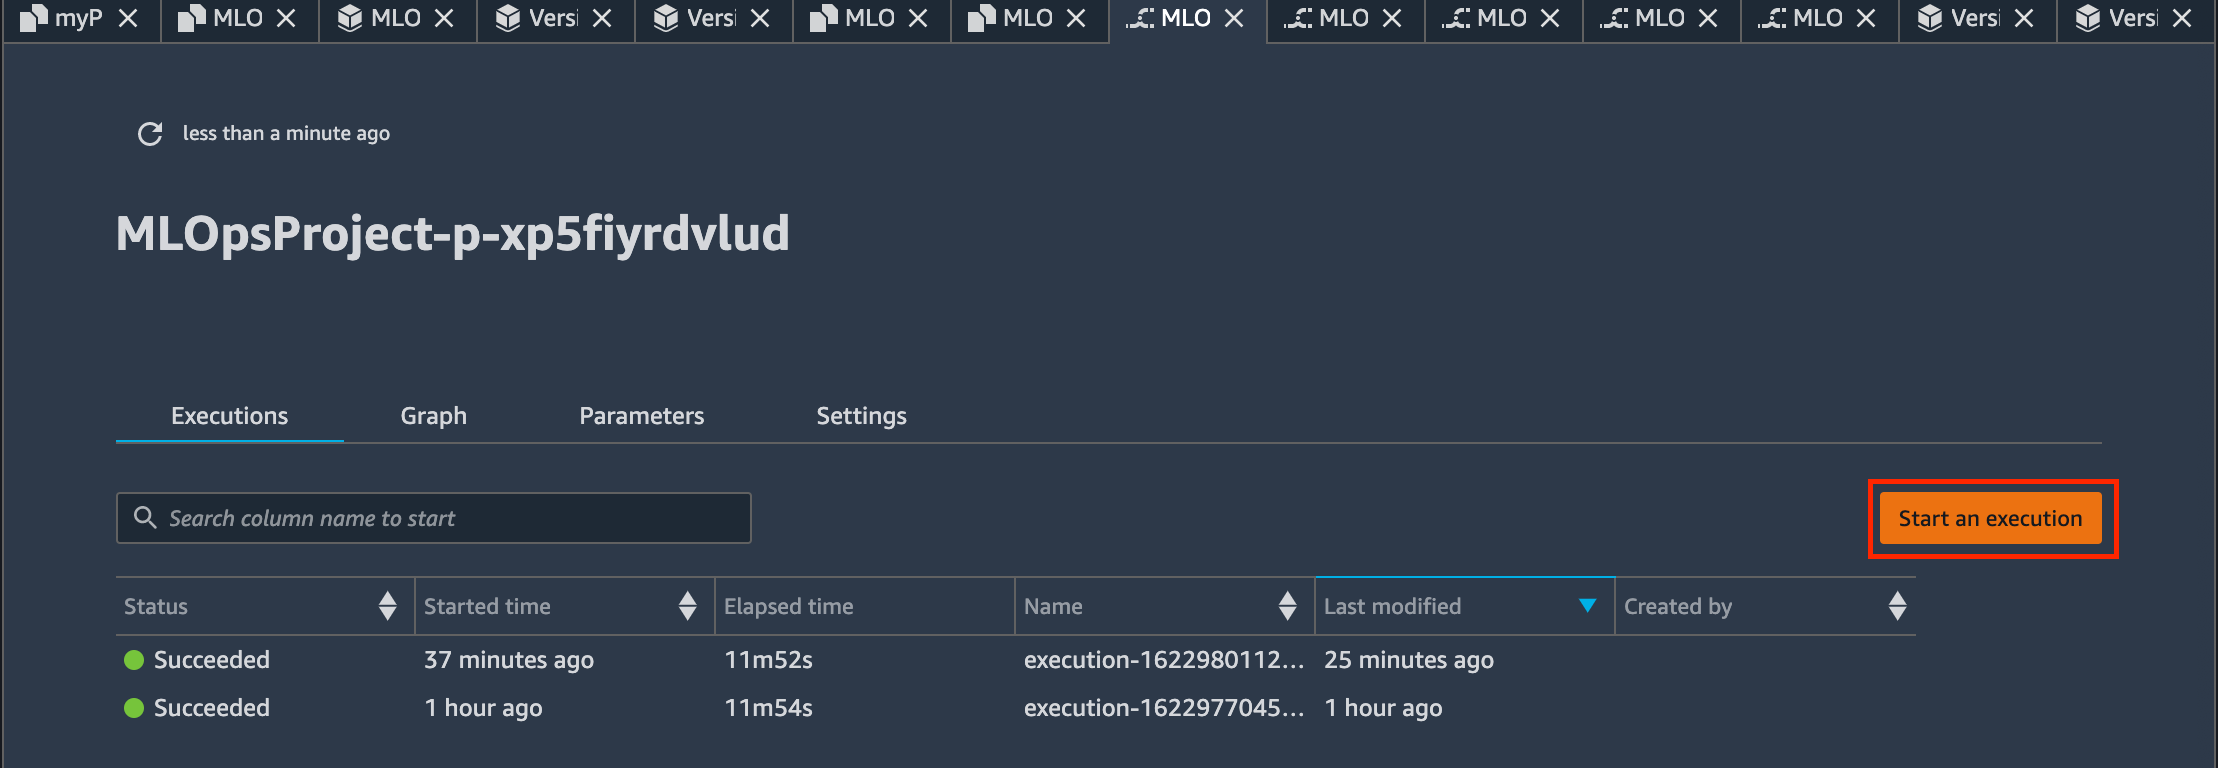 myP MLO MLO Versi Versi MLO MLO MLO MLO MLO MLO MLO Versi Versi
less than a minute ago
MLOpsProject-p-xp5fiyrdvlud
Executions Graph Parameters Settings
Search column name to start
Start an execution
Status Started time Elapsed time Name Last modified Created by
Succeeded 37 minutes ago 11m52s execution-1622980112... 25 minutes ago
Succeeded 1 hour ago 11m54s execution-1622977045... 1 hour ago